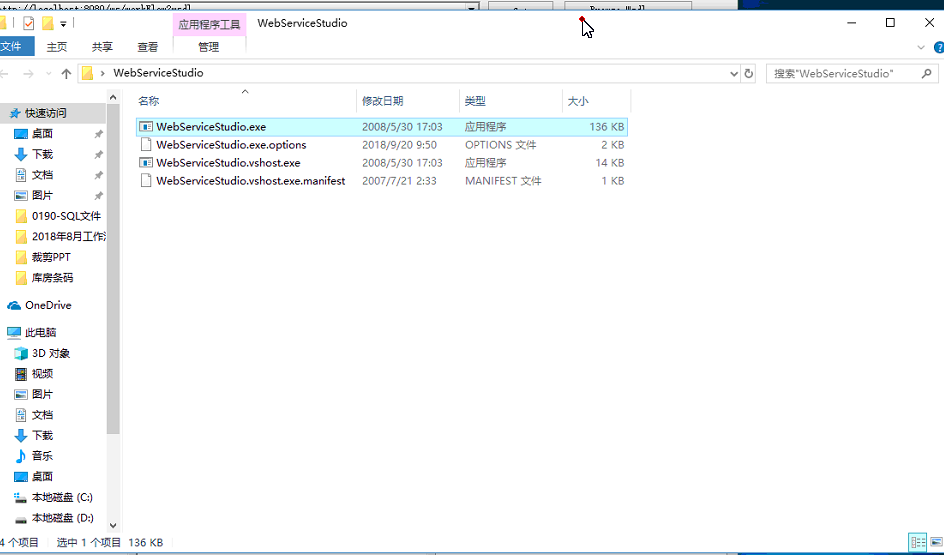 应用程序工具 WebServiceStudio
文件 主页 共享 查看 管理
WebServiceStudio 搜索"WebServiceStudio"
名称 修改日期 类型 大小
WebServiceStudio.exe 2008/5/30 17:03 应用程序 136 KB
WebServiceStudio.exe.options 2018/9/20 9:50 OPTIONS 文件 2 KB
WebServiceStudio.vshost.exe 2008/5/30 17:03 应用程序 14 KB
WebServiceStudio.vshost.exe.manifest 2007/7/21 2:33 MANIFEST 文件 1 KB
快速访问
桌面
下载
文档
图片
0190-SQL文件
2018年8月工作
裁剪PPT
库房条码
OneDrive
此电脑
3D 对象
视频
图片
文档
下载
音乐
桌面
本地磁盘 (C:)
本地磁盘 (D:)
4 个项目 选中 1 个项目 136 KB